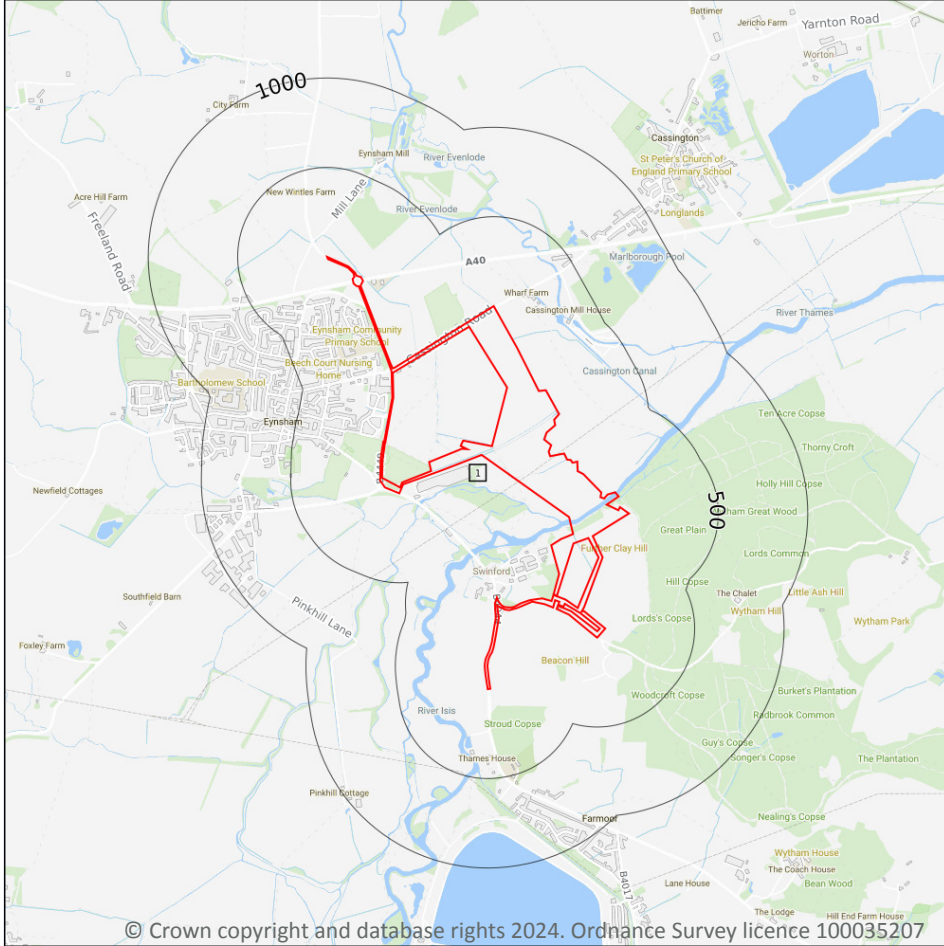 Battimer
Jericho Farm
Yarnton Road
Worton
1000
City Farm
Cassington
St Peter's Church of
England Primary School
Eynsham Mill
River Evenlode
Acre Hill Farm
New Wintles Farm
Mill Lane
Freeland Road
River Evenlode
Longlands
A40
Marlborough Pool
Wharf Farm
Cassington Mill House
River Thames
Cassington Road
Eynsham Community
Primary School
Beech Court Nursing
Home
Cassington Canal
Bartholomew School
Eynsham
Ten Acre Copse
Thorny Croft
Newfield Cottages
1
Holly Hill Copse
500
ham Great Wood
Great Plain
Lords Common
Further Clay Hill
Swinford
Hill Copse
The Chalet
Little Ash Hill
Southfield Barn
Pinkhill Lane
Wytham Hill
Lords's Copse
Wytham Park
Foxley Farm
Beacon Hill
Woodcroft Copse
Burket's Plantation
River Isis
Radbrook Common
Stroud Copse
Guy's Copse
Songer's Copse
The Plantation
Thames House
Pinkhill Cottage
Farmoor
Nealing's Copse
Wytham House
The Coach House
Lane House
Bean Wood
B4017
The Lodge
Hill End Farm House
© Crown copyright and database rights 2024. Ordnance Survey licence 100035207